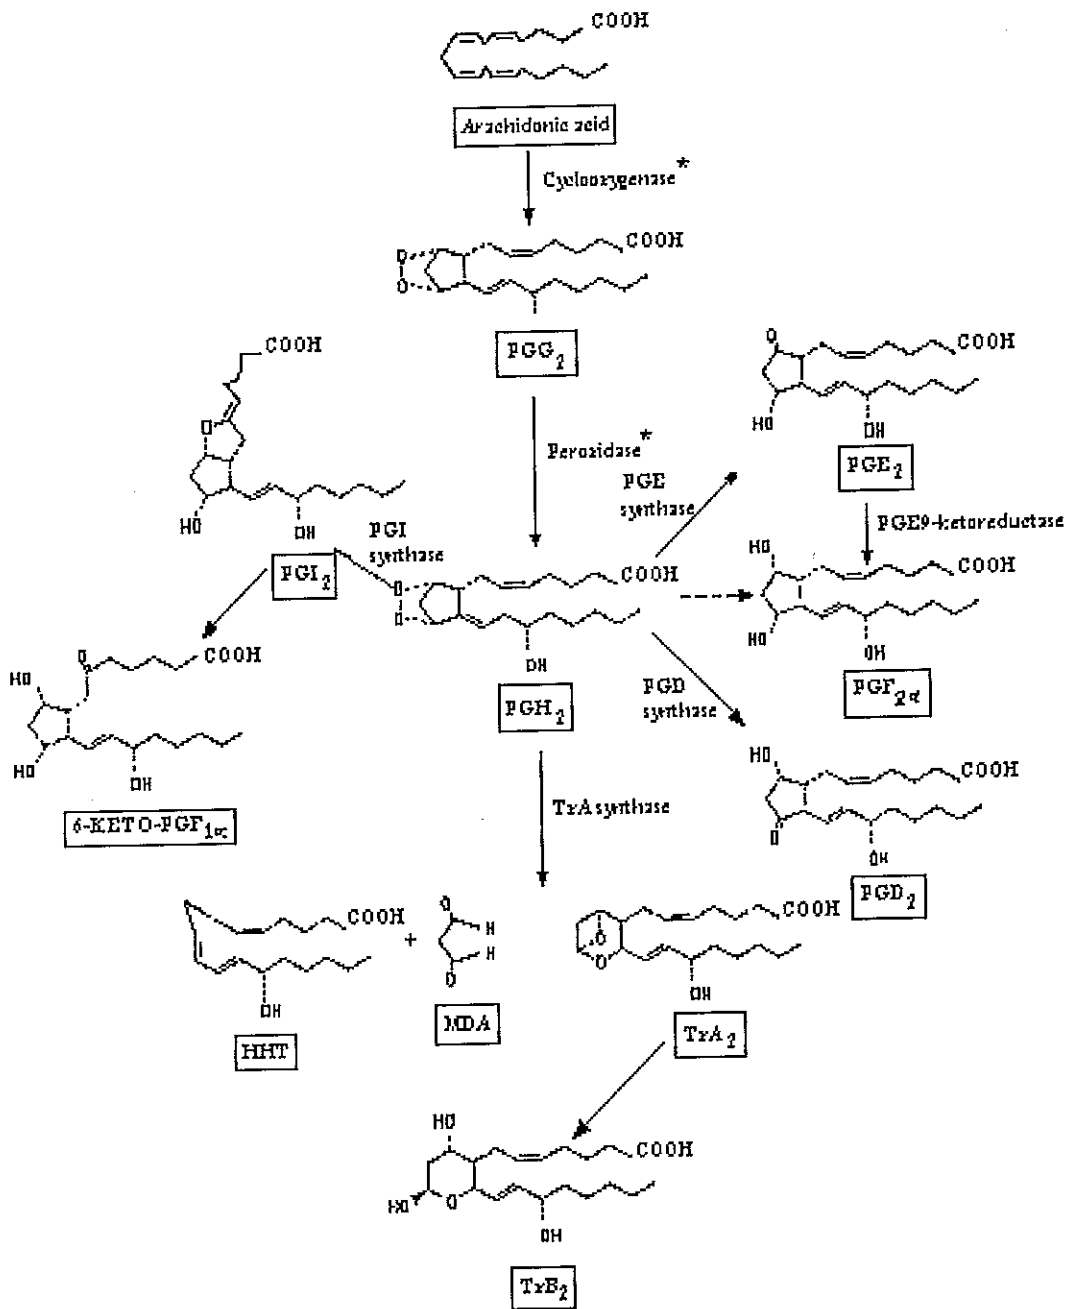 COOH
Arachidonic acid
Cyclooxygenase*
COOH
O
O
PGG₂
COOH
O
HO
OH
PGI₂
Peroxidase*
PGE
synthase
O
COOH
HO
OH
PGE₂
PGE9-ketoreductase
PGI
synthase
O
O
COOH
OH
PGH₂
HO
COOH
HO
OH
PGF₂α
O
COOH
HO
HO
OH
6-KETO-PGF₁α
PGD
synthase
HO
COOH
O
OH
PGD₂
TxA synthase
COOH
OH
HHT
+
O
H
H
O
MDA
COOH
O
O
OH
TxA₂
HO
COOH
HO
O
OH
TxB₂